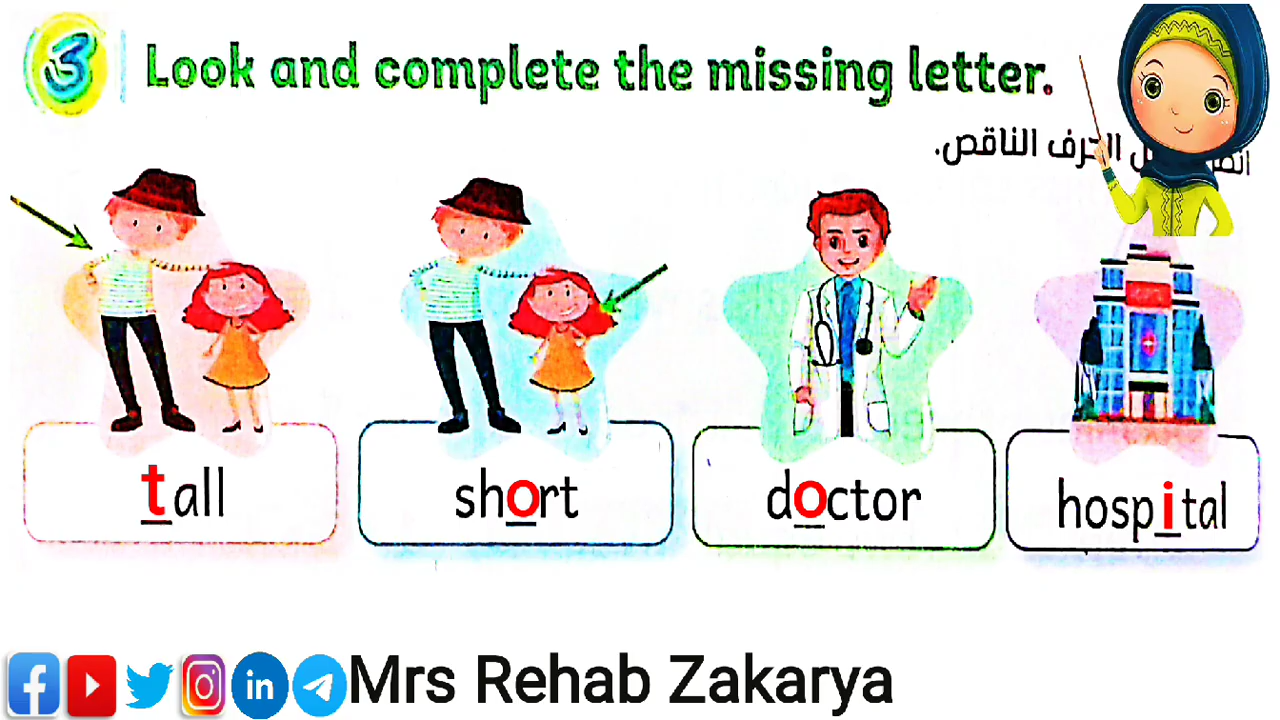 3 Look and complete the missing letter.
الحرف الناقص.
tall
short
doctor
hospital
Mrs Rehab Zakarya